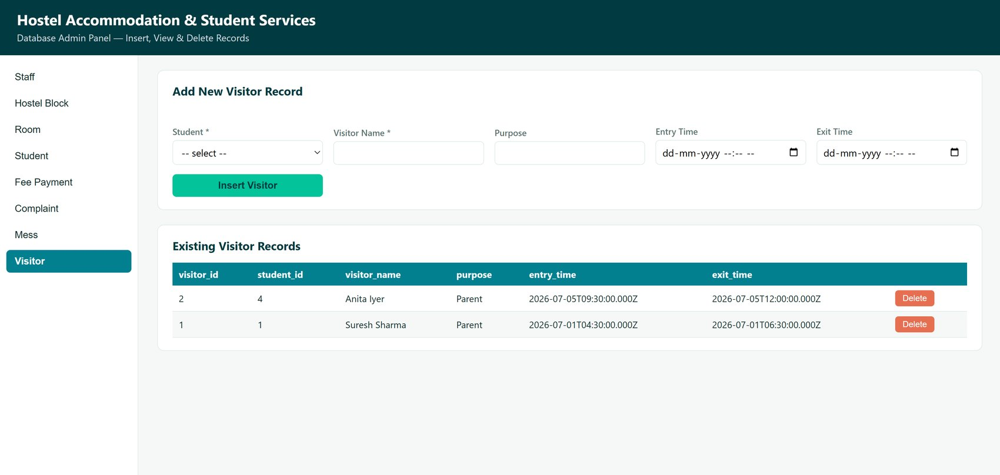 Hostel Accommodation & Student Services
Database Admin Panel — Insert, View & Delete Records
Staff
Hostel Block
Room
Student
Fee Payment
Complaint
Mess
Visitor
Add New Visitor Record
Student * Visitor Name * Purpose Entry Time Exit Time
-- select -- dd-mm-yyyy --:-- -- dd-mm-yyyy --:-- --
Insert Visitor
Existing Visitor Records
visitor_id student_id visitor_name purpose entry_time exit_time
2 4 Anita Iyer Parent 2026-07-05T09:30:00.000Z 2026-07-05T12:00:00.000Z Delete
1 1 Suresh Sharma Parent 2026-07-01T04:30:00.000Z 2026-07-01T06:30:00.000Z Delete